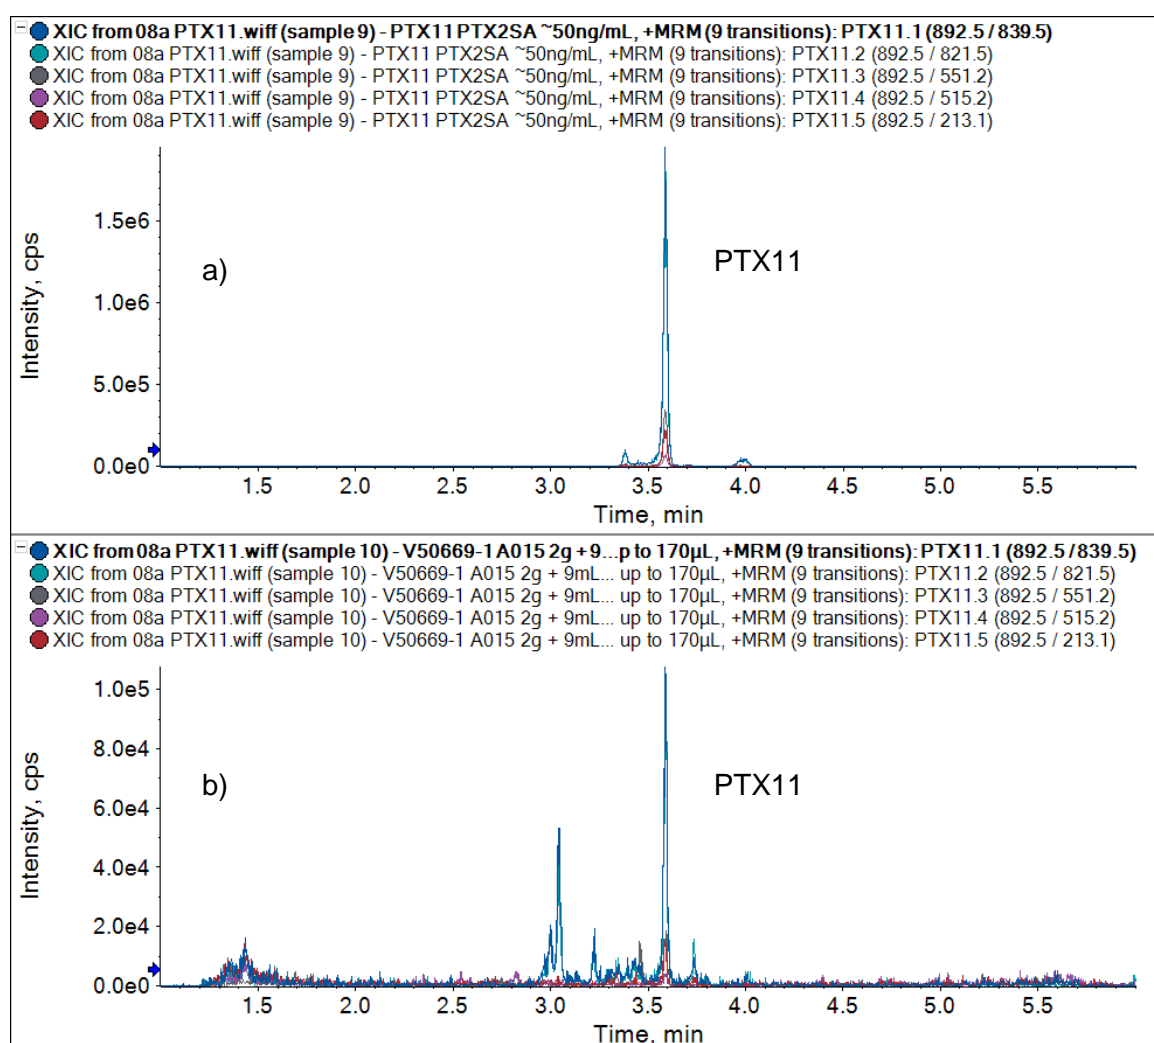 XIC from 08a PTX11.wiff (sample 9) - PTX11 PTX2SA ~50ng/mL, +MRM (9 transitions): PTX11.1 (892.5 / 839.5)
XIC from 08a PTX11.wiff (sample 9) - PTX11 PTX2SA ~50ng/mL, +MRM (9 transitions): PTX11.2 (892.5 / 821.5)
XIC from 08a PTX11.wiff (sample 9) - PTX11 PTX2SA ~50ng/mL, +MRM (9 transitions): PTX11.3 (892.5 / 551.2)
XIC from 08a PTX11.wiff (sample 9) - PTX11 PTX2SA ~50ng/mL, +MRM (9 transitions): PTX11.4 (892.5 / 515.2)
XIC from 08a PTX11.wiff (sample 9) - PTX11 PTX2SA ~50ng/mL, +MRM (9 transitions): PTX11.5 (892.5 / 213.1)
Intensity, cps
1.5e6
1.0e6
5.0e5
0.0e0
a)
PTX11
1.5 2.0 2.5 3.0 3.5 4.0 4.5 5.0 5.5
Time, min
XIC from 08a PTX11.wiff (sample 10) - V50669-1 A015 2g + 9...p to 170µL, +MRM (9 transitions): PTX11.1 (892.5 / 839.5)
XIC from 08a PTX11.wiff (sample 10) - V50669-1 A015 2g + 9mL... up to 170µL, +MRM (9 transitions): PTX11.2 (892.5 / 821.5)
XIC from 08a PTX11.wiff (sample 10) - V50669-1 A015 2g + 9mL... up to 170µL, +MRM (9 transitions): PTX11.3 (892.5 / 551.2)
XIC from 08a PTX11.wiff (sample 10) - V50669-1 A015 2g + 9mL... up to 170µL, +MRM (9 transitions): PTX11.4 (892.5 / 515.2)
XIC from 08a PTX11.wiff (sample 10) - V50669-1 A015 2g + 9mL... up to 170µL, +MRM (9 transitions): PTX11.5 (892.5 / 213.1)
Intensity, cps
1.0e5
8.0e4
6.0e4
4.0e4
2.0e4
0.0e0
b)
PTX11
1.5 2.0 2.5 3.0 3.5 4.0 4.5 5.0 5.5
Time, min